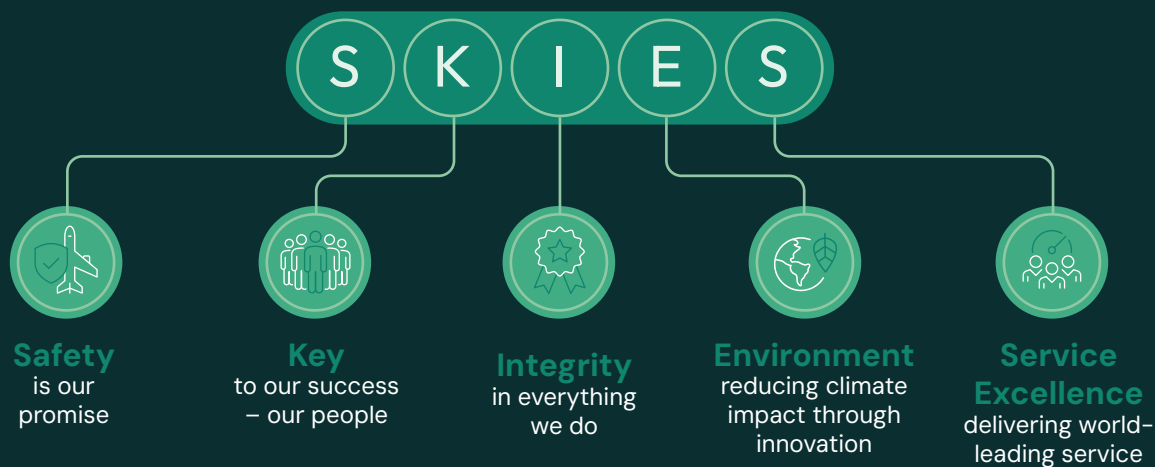 S K I E S
Safety
is our
promise
Key
to our success
– our people
Integrity
in everything
we do
Environment
reducing climate
impact through
innovation
Service
Excellence
delivering world-
leading service